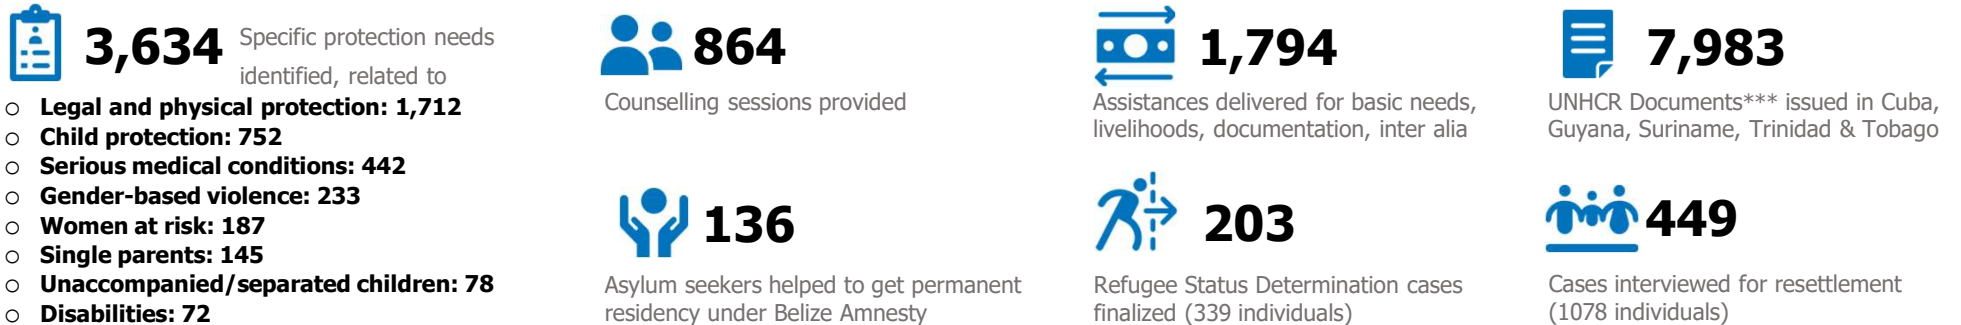 3,634 Specific protection needs
identified, related to
o Legal and physical protection: 1,712
o Child protection: 752
o Serious medical conditions: 442
o Gender-based violence: 233
o Women at risk: 187
o Single parents: 145
o Unaccompanied/separated children: 78
o Disabilities: 72
864
Counselling sessions provided
1,794
Assistances delivered for basic needs,
livelihoods, documentation, inter alia
7,983
UNHCR Documents*** issued in Cuba,
Guyana, Suriname, Trinidad & Tobago
136
Asylum seekers helped to get permanent
residency under Belize Amnesty
203
Refugee Status Determination cases
finalized (339 individuals)
449
Cases interviewed for resettlement
(1078 individuals)